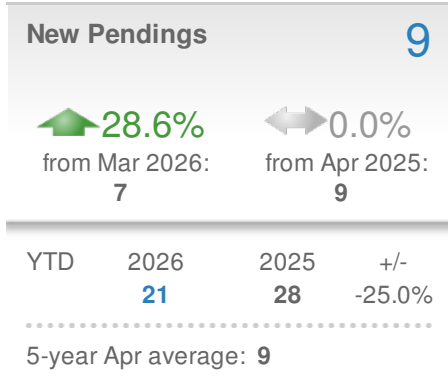 New Pendings 9
28.6% 0.0%
from Mar 2026: from Apr 2025:
7 9
YTD 2026 2025 +/-
21 28 -25.0%
5-year Apr average: 9